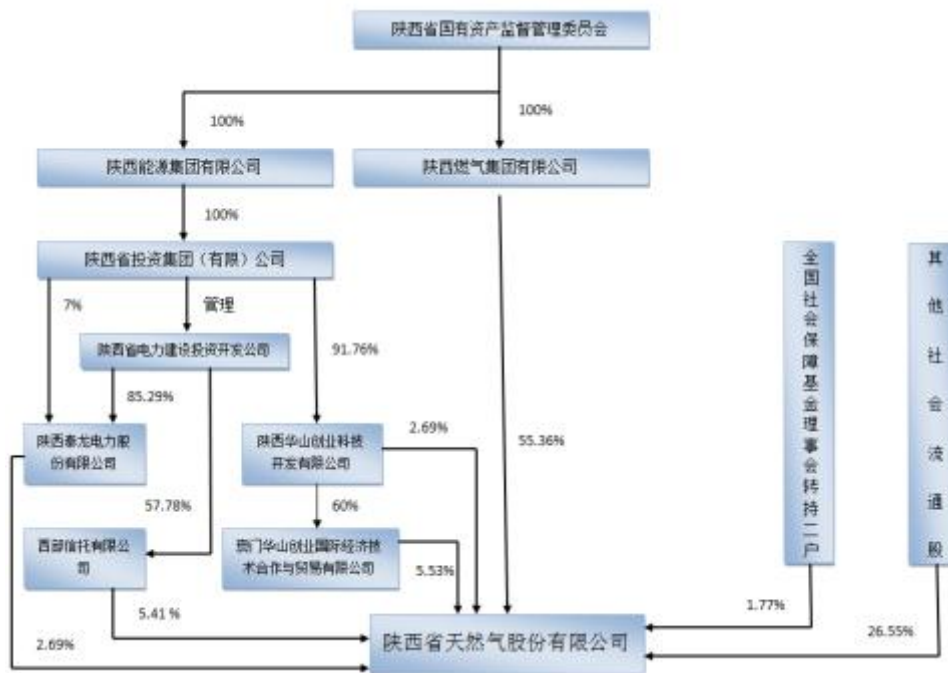 陕西省国有资产监督管理委员会
100%
100%
陕西能源集团有限公司
陕西燃气集团有限公司
100%
陕西省投资集团（有限）公司
7%
管理
91.76%
陕西省电力建设投资开发公司
85.29%
陕西秦龙电力股
份有限公司
陕西华山创业科技
开发有限公司
2.69%
55.36%
全国社会保障基金理事会转持二户
其他社会流通股
57.78%
60%
西部信托有限公
司
澳门华山创业国际经济技
术合作与贸易有限公司
5.53%
5.41 %
1.77%
2.69%
陕西省天然气股份有限公司
26.55%